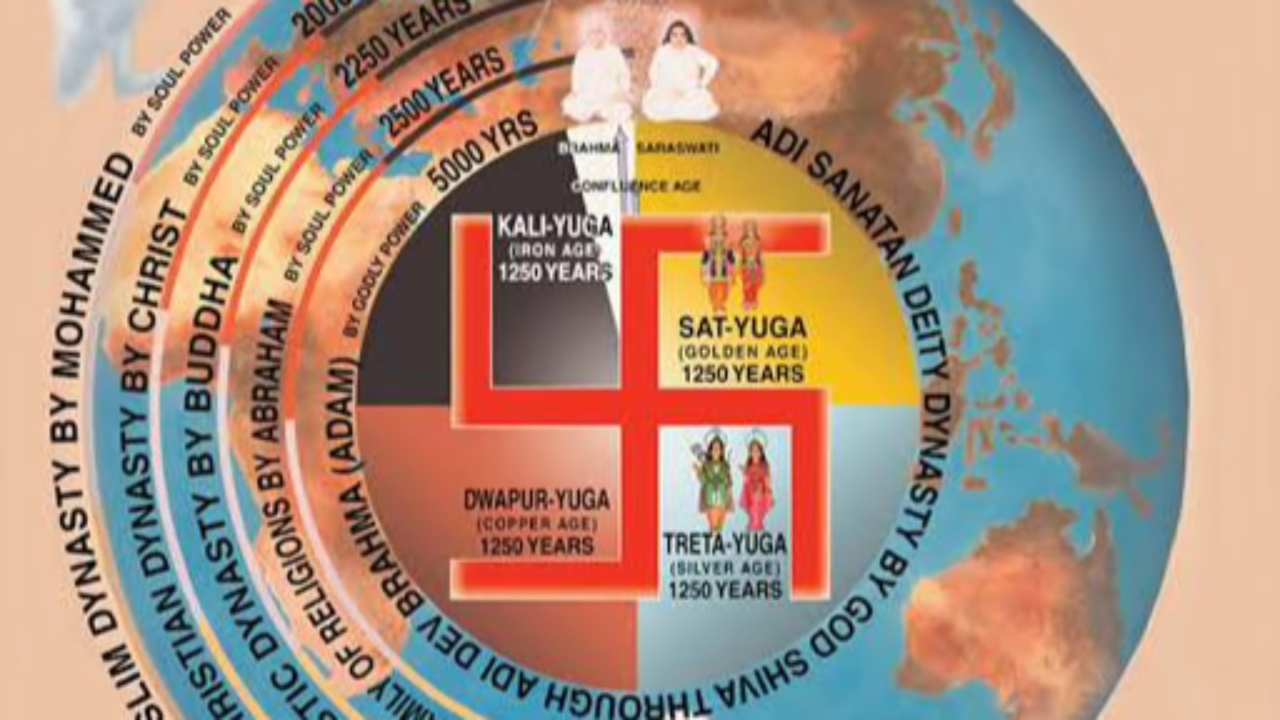 2000
2250 YEARS
2500 YEARS
5000 YRS
BY SOUL POWER
BY SOUL POWER
BY SOUL POWER
BY SOUL POWER
BY GODLY POWER
BRAHMA SARASWATI
CONFLUENCE AGE
KALI-YUGA
(IRON AGE)
1250 YEARS
SAT-YUGA
(GOLDEN AGE)
1250 YEARS
DWAPUR-YUGA
(COPPER AGE)
1250 YEARS
TRETA-YUGA
(SILVER AGE)
1250 YEARS
ADI SANATAN DEITY DYNASTY BY GOD SHIVA THROUGH ADI DEV BRAHMA (ADAM)
FAMILY OF RELIGIONS BY ABRAHAM
STIC DYNASTY BY BUDDHA
HRISTIAN DYNASTY BY CHRIST
SLIM DYNASTY BY MOHAMMED